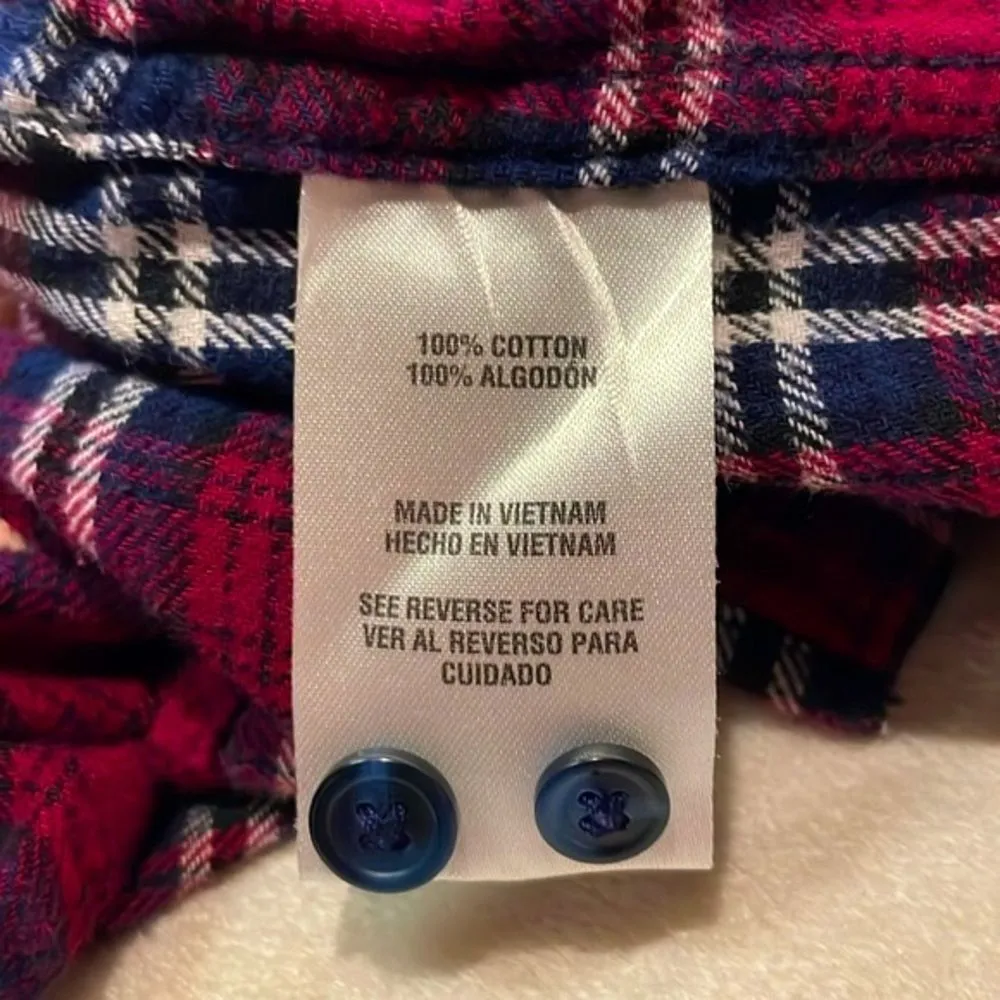 100% COTTON
100% ALGODÓN
MADE IN VIETNAM
HECHO EN VIETNAM
SEE REVERSE FOR CARE
VER AL REVERSO PARA
CUIDADO